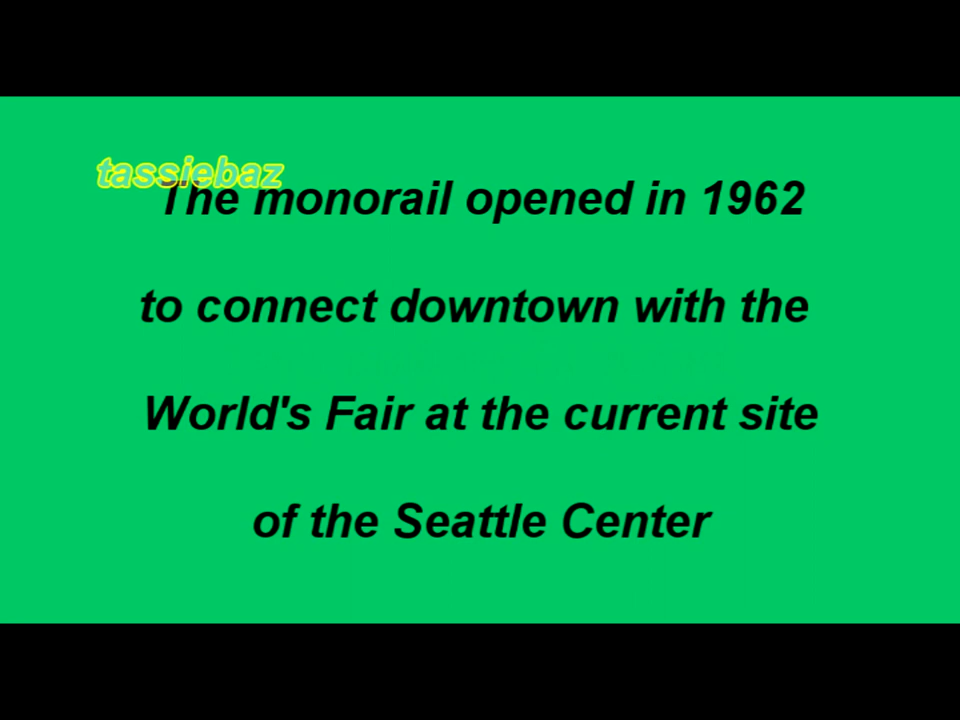 tassiebaz
The monorail opened in 1962
to connect downtown with the
World's Fair at the current site
of the Seattle Center